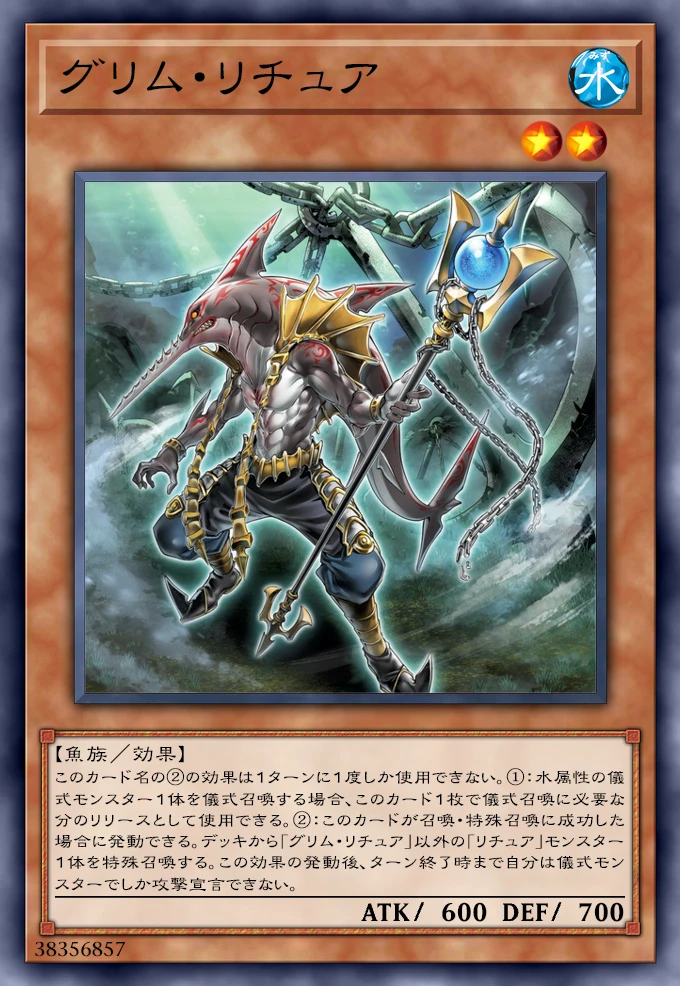 グリム・リチュア
みず
水
【魚族／効果】
このカード名の②の効果は1ターンに1度しか使用できない。①：水属性の儀
式モンスター1体を儀式召喚する場合、このカード1枚で儀式召喚に必要な
分のリリースとして使用できる。②：このカードが召喚・特殊召喚に成功した
場合に発動できる。デッキから「グリム・リチュア」以外の「リチュア」モンスター
1体を特殊召喚する。この効果の発動後、ターン終了時まで自分は儀式モン
スターでしか攻撃宣言できない。
ATK/ 600 DEF/ 700
38356857